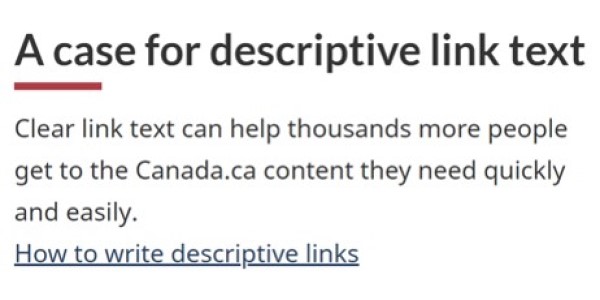 A case for descriptive link text
Clear link text can help thousands more people
get to the Canada.ca content they need quickly
and easily.
How to write descriptive links